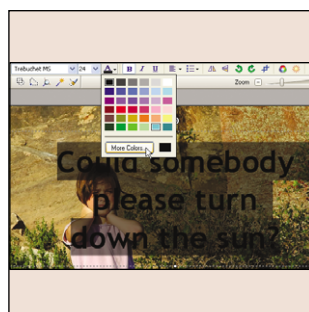 Trebuchet MS 24 A B I U
Zoom
More Colors...
Could somebody
please turn
down the sun?